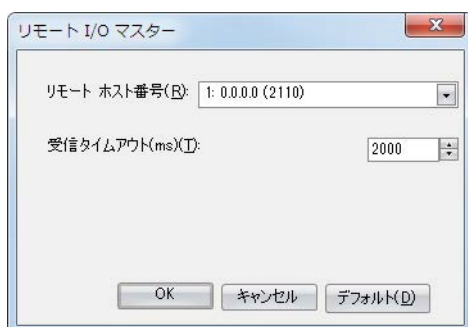 リモート I/O マスター
リモート ホスト番号(R): 1: 0.0.0.0 (2110)
受信タイムアウト(ms)(T): 2000
OK キャンセル デフォルト(D)